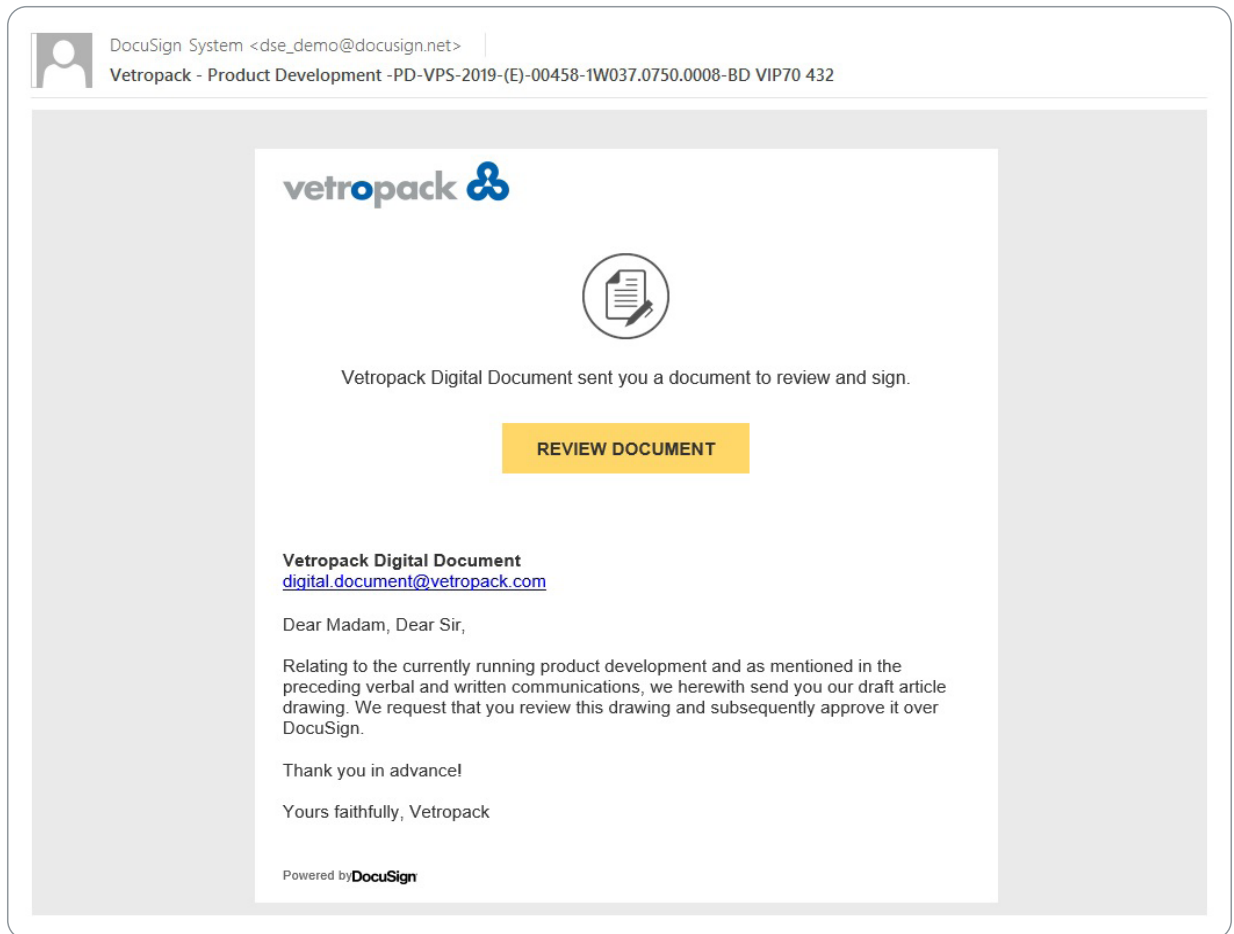 DocuSign System <dse_demo@docusign.net>
Vetropack - Product Development -PD-VPS-2019-(E)-00458-1W037.0750.0008-BD VIP70 432
vetropack
Vetropack Digital Document sent you a document to review and sign.
REVIEW DOCUMENT
Vetropack Digital Document
digital.document@vetropack.com
Dear Madam, Dear Sir,
Relating to the currently running product development and as mentioned in the
preceding verbal and written communications, we herewith send you our draft article
drawing. We request that you review this drawing and subsequently approve it over
DocuSign.
Thank you in advance!
Yours faithfully, Vetropack
Powered by DocuSign